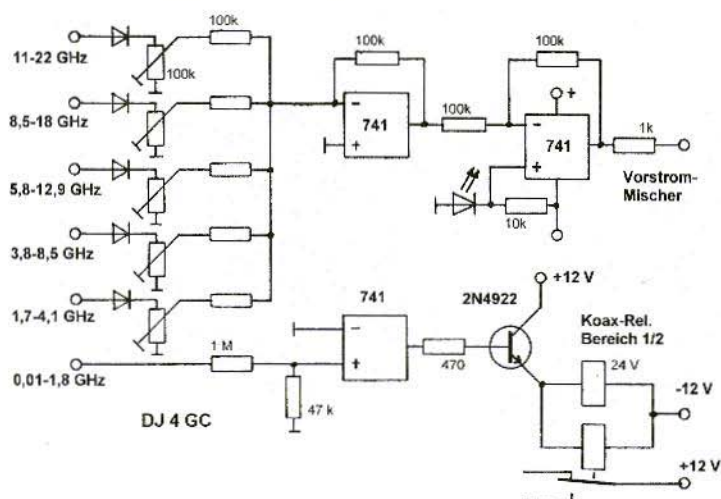 11-22 GHz
100k
100k
8,5-18 GHz
5,8-12,9 GHz
3,8-8,5 GHz
1,7-4,1 GHz
0,01-1,8 GHz
1 M
47 k
DJ 4 GC
100k
-
741
+
100k
100k
+
-
741
+
10k
1k
Vorstrom-
Mischer
741
-
+
470
2N4922
+12 V
Koax-Rel.
Bereich 1/2
24 V
-12 V
+12 V